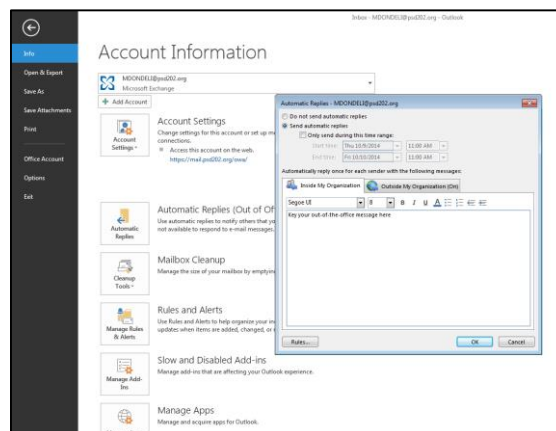 Inbox - MDONDELI@psd202.org - Outlook
Info
Open & Export
Save As
Save Attachments
Print
Office Account
Options
Exit
Account Information
MDONDELI@psd202.org
Microsoft Exchange
Add Account
Account Settings
Account Settings
Change settings for this account or set up m
connections.
Access this account on the web.
https://mail.psd202.org/owa/
Automatic Replies
Automatic Replies (Out of Of
Use automatic replies to notify others that yo
not available to respond to e-mail messages.
Cleanup Tools
Mailbox Cleanup
Manage the size of your mailbox by emptyin
Manage Rules & Alerts
Rules and Alerts
Use Rules and Alerts to help organize your in
updates when items are added, changed, or
Manage Add-Ins
Slow and Disabled Add-ins
Manage add-ins that are affecting your Outlook experience.
Manage Apps
Manage and acquire apps for Outlook.
Automatic Replies - MDONDELI@psd202.org
Do not send automatic replies
Send automatic replies
Only send during this time range:
Start time: Thu 10/9/2014 11:00 AM
End time: Fri 10/10/2014 11:00 AM
Automatically reply once for each sender with the following messages:
Inside My Organization
Outside My Organization (On)
Segoe UI 8 B I U A
Key your out-of-the-office message here
Rules...
OK
Cancel